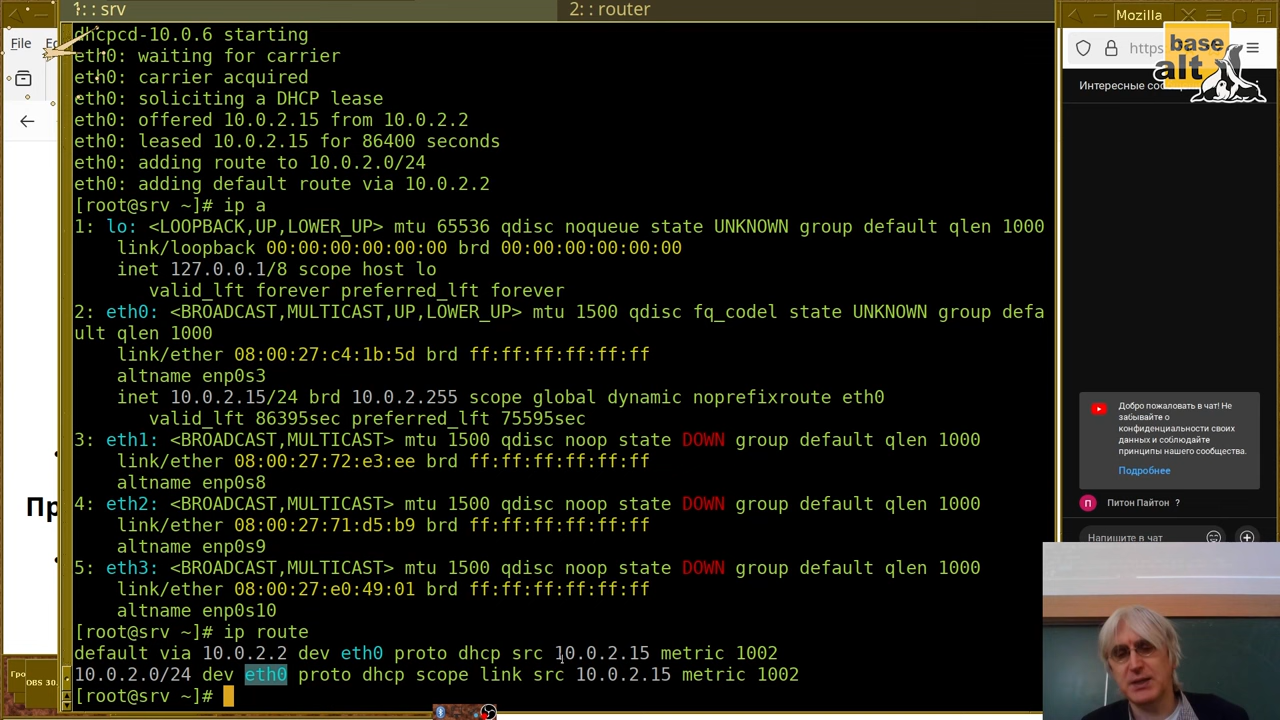 1: : srv
2: : router
Mozilla
File
https
base
alt
Интересные соо
dhcpcd-10.0.6 starting
eth0: waiting for carrier
eth0: carrier acquired
eth0: soliciting a DHCP lease
eth0: offered 10.0.2.15 from 10.0.2.2
eth0: leased 10.0.2.15 for 86400 seconds
eth0: adding route to 10.0.2.0/24
eth0: adding default route via 10.0.2.2
[root@srv ~]# ip a
1: lo: <LOOPBACK,UP,LOWER_UP> mtu 65536 qdisc noqueue state UNKNOWN group default qlen 1000
link/loopback 00:00:00:00:00:00 brd 00:00:00:00:00:00
inet 127.0.0.1/8 scope host lo
valid_lft forever preferred_lft forever
2: eth0: <BROADCAST,MULTICAST,UP,LOWER_UP> mtu 1500 qdisc fq_codel state UNKNOWN group defa
ult qlen 1000
link/ether 08:00:27:c4:1b:5d brd ff:ff:ff:ff:ff:ff
altname enp0s3
inet 10.0.2.15/24 brd 10.0.2.255 scope global dynamic noprefixroute eth0
valid_lft 86395sec preferred_lft 75595sec
3: eth1: <BROADCAST,MULTICAST> mtu 1500 qdisc noop state DOWN group default qlen 1000
link/ether 08:00:27:72:e3:ee brd ff:ff:ff:ff:ff:ff
altname enp0s8
4: eth2: <BROADCAST,MULTICAST> mtu 1500 qdisc noop state DOWN group default qlen 1000
link/ether 08:00:27:71:d5:b9 brd ff:ff:ff:ff:ff:ff
altname enp0s9
5: eth3: <BROADCAST,MULTICAST> mtu 1500 qdisc noop state DOWN group default qlen 1000
link/ether 08:00:27:e0:49:01 brd ff:ff:ff:ff:ff:ff
altname enp0s10
[root@srv ~]# ip route
default via 10.0.2.2 dev eth0 proto dhcp src 10.0.2.15 metric 1002
10.0.2.0/24 dev eth0 proto dhcp scope link src 10.0.2.15 metric 1002
[root@srv ~]#
Пр
Гро
OBS 30.
Добро пожаловать в чат! Не
забывайте о
конфиденциальности своих
данных и соблюдайте
принципы нашего сообщества.
Подробнее
П
Питон Пайтон ?
Напишите в чат